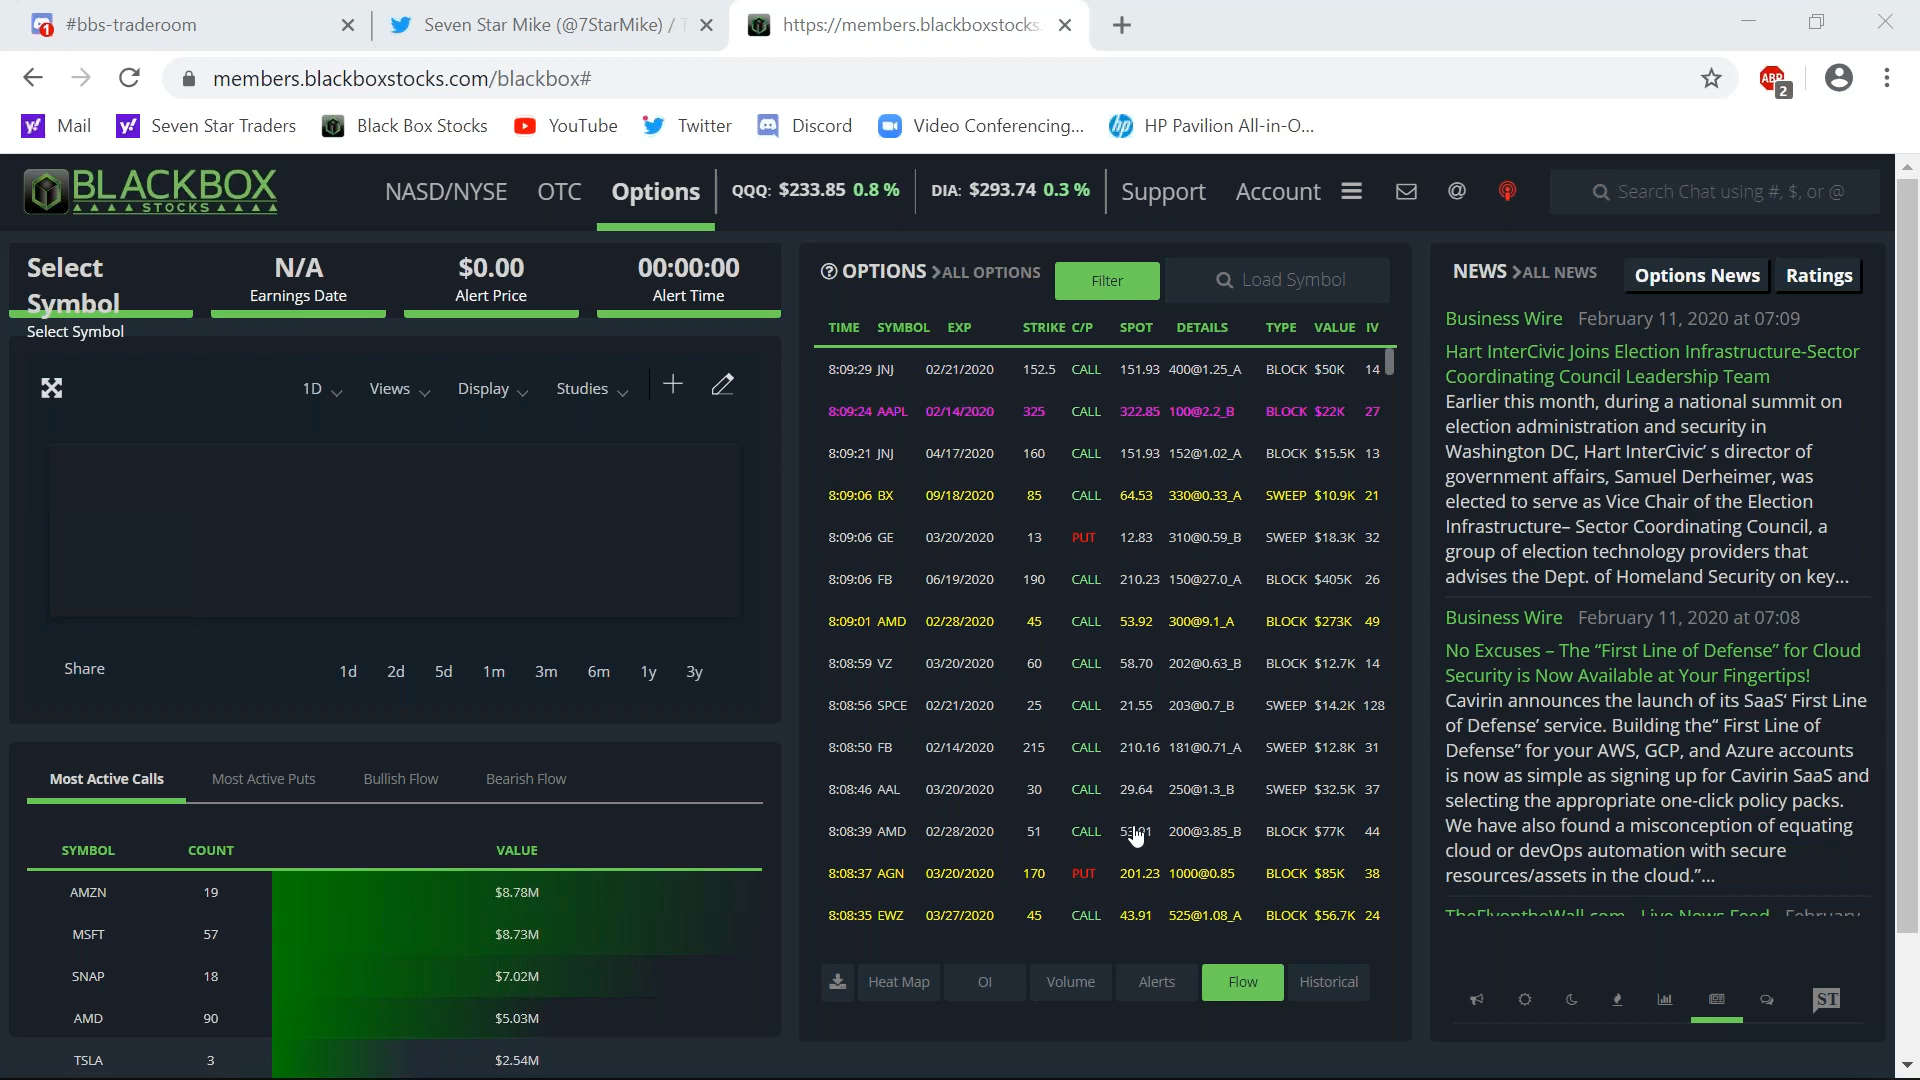 #bbs-traderoom
Seven Star Mike (@7StarMike) / T
https://members.blackboxstocks.
members.blackboxstocks.com/blackbox#
ABP
2
Mail
Seven Star Traders
Black Box Stocks
YouTube
Twitter
Discord
Video Conferencing...
HP Pavilion All-in-O...
BLACKBOX
STOCKS
NASD/NYSE
OTC
Options
QQQ: $233.85 0.8 %
DIA: $293.74 0.3 %
Support
Account
Search Chat using #, $, or @
Select
Symbol
Select Symbol
N/A
Earnings Date
$0.00
Alert Price
00:00:00
Alert Time
1D
Views
Display
Studies
Share
1d 2d 5d 1m 3m 6m 1y 3y
Most Active Calls
Most Active Puts
Bullish Flow
Bearish Flow
SYMBOL COUNT VALUE
AMZN 19 $8.78M
MSFT 57 $8.73M
SNAP 18 $7.02M
AMD 90 $5.03M
TSLA 3 $2.54M
OPTIONS >ALL OPTIONS
Filter
Load Symbol
TIME SYMBOL EXP STRIKE C/P SPOT DETAILS TYPE VALUE IV
8:09:29 JNJ 02/21/2020 152.5 CALL 151.93 400@1.25_A BLOCK $50K 14
8:09:24 AAPL 02/14/2020 325 CALL 322.85 100@2.2_B BLOCK $22K 27
8:09:21 JNJ 04/17/2020 160 CALL 151.93 152@1.02_A BLOCK $15.5K 13
8:09:06 BX 09/18/2020 85 CALL 64.53 330@0.33_A SWEEP $10.9K 21
8:09:06 GE 03/20/2020 13 PUT 12.83 310@0.59_B SWEEP $18.3K 32
8:09:06 FB 06/19/2020 190 CALL 210.23 150@27.0_A BLOCK $405K 26
8:09:01 AMD 02/28/2020 45 CALL 53.92 300@9.1_A BLOCK $273K 49
8:08:59 VZ 03/20/2020 60 CALL 58.70 202@0.63_B BLOCK $12.7K 14
8:08:56 SPCE 02/21/2020 25 CALL 21.55 203@0.7_B SWEEP $14.2K 128
8:08:50 FB 02/14/2020 215 CALL 210.16 181@0.71_A SWEEP $12.8K 31
8:08:46 AAL 03/20/2020 30 CALL 29.64 250@1.3_B SWEEP $32.5K 37
8:08:39 AMD 02/28/2020 51 CALL 200@3.85_B BLOCK $77K 44
8:08:37 AGN 03/20/2020 170 PUT 201.23 1000@0.85 BLOCK $85K 38
8:08:35 EWZ 03/27/2020 45 CALL 43.91 525@1.08_A BLOCK $56.7K 24
Heat Map
OI
Volume
Alerts
Flow
Historical
NEWS >ALL NEWS
Options News
Ratings
Business Wire February 11, 2020 at 07:09
Hart InterCivic Joins Election Infrastructure-Sector
Coordinating Council Leadership Team
Earlier this month, during a national summit on
election administration and security in
Washington DC, Hart InterCivic’ s director of
government affairs, Samuel Derheimer, was
elected to serve as Vice Chair of the Election
Infrastructure– Sector Coordinating Council, a
group of election technology providers that
advises the Dept. of Homeland Security on key...
Business Wire February 11, 2020 at 07:08
No Excuses – The “First Line of Defense” for Cloud
Security is Now Available at Your Fingertips!
Cavirin announces the launch of its SaaS‘ First Line
of Defense’ service. Building the“ First Line of
Defense” for your AWS, GCP, and Azure accounts
is now as simple as signing up for Cavirin SaaS and
selecting the appropriate one-click policy packs.
We have also found a misconception of equating
cloud or devOps automation with secure
resources/assets in the cloud.”...
TheFlyontheWall.com - Live News Feed February
ST